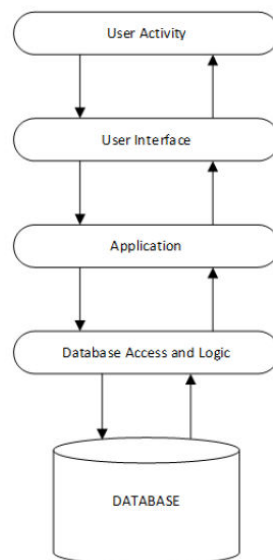 User Activity
User Interface
Application
Database Access and Logic
DATABASE